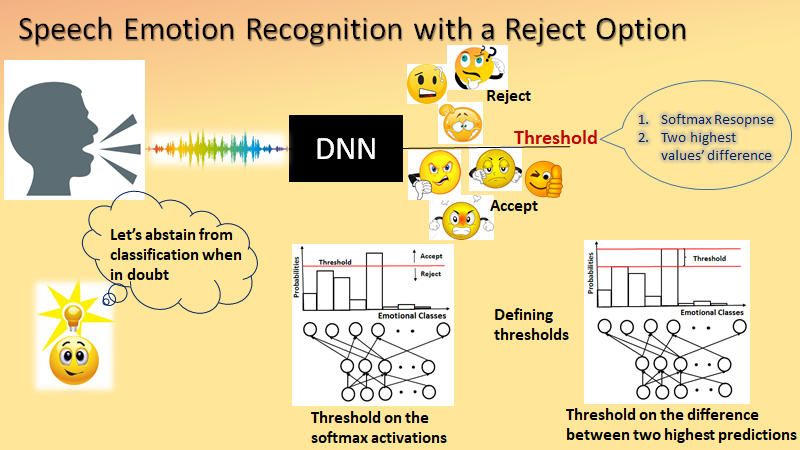 Speech Emotion Recognition with a Reject Option
Reject
DNN
Threshold
1. Softmax Resopnse
2. Two highest
values' difference
Accept
Let's abstain from
classification when
in doubt
Probabilities
Threshold
Accept
Reject
Emotional Classes
Threshold on the
softmax activations
Defining
thresholds
Probabilities
Threshold
Emotional Classes
Threshold on the difference
between two highest predictions